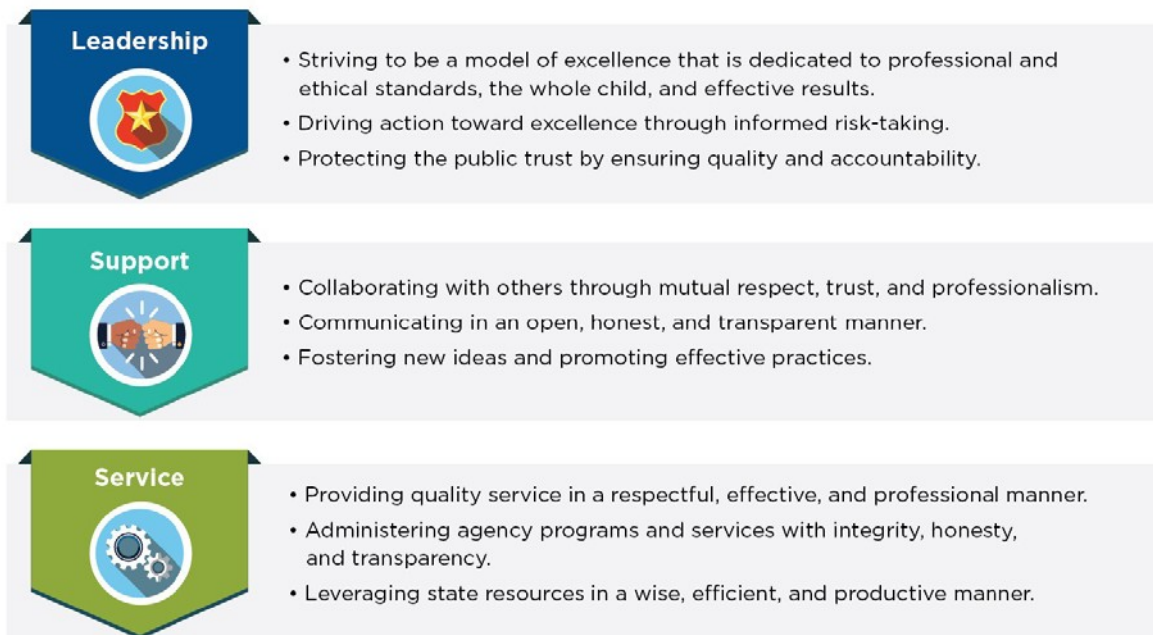 Leadership
• Striving to be a model of excellence that is dedicated to professional and
ethical standards, the whole child, and effective results.
• Driving action toward excellence through informed risk-taking.
• Protecting the public trust by ensuring quality and accountability.
Support
• Collaborating with others through mutual respect, trust, and professionalism.
• Communicating in an open, honest, and transparent manner.
• Fostering new ideas and promoting effective practices.
Service
• Providing quality service in a respectful, effective, and professional manner.
• Administering agency programs and services with integrity, honesty,
and transparency.
• Leveraging state resources in a wise, efficient, and productive manner.